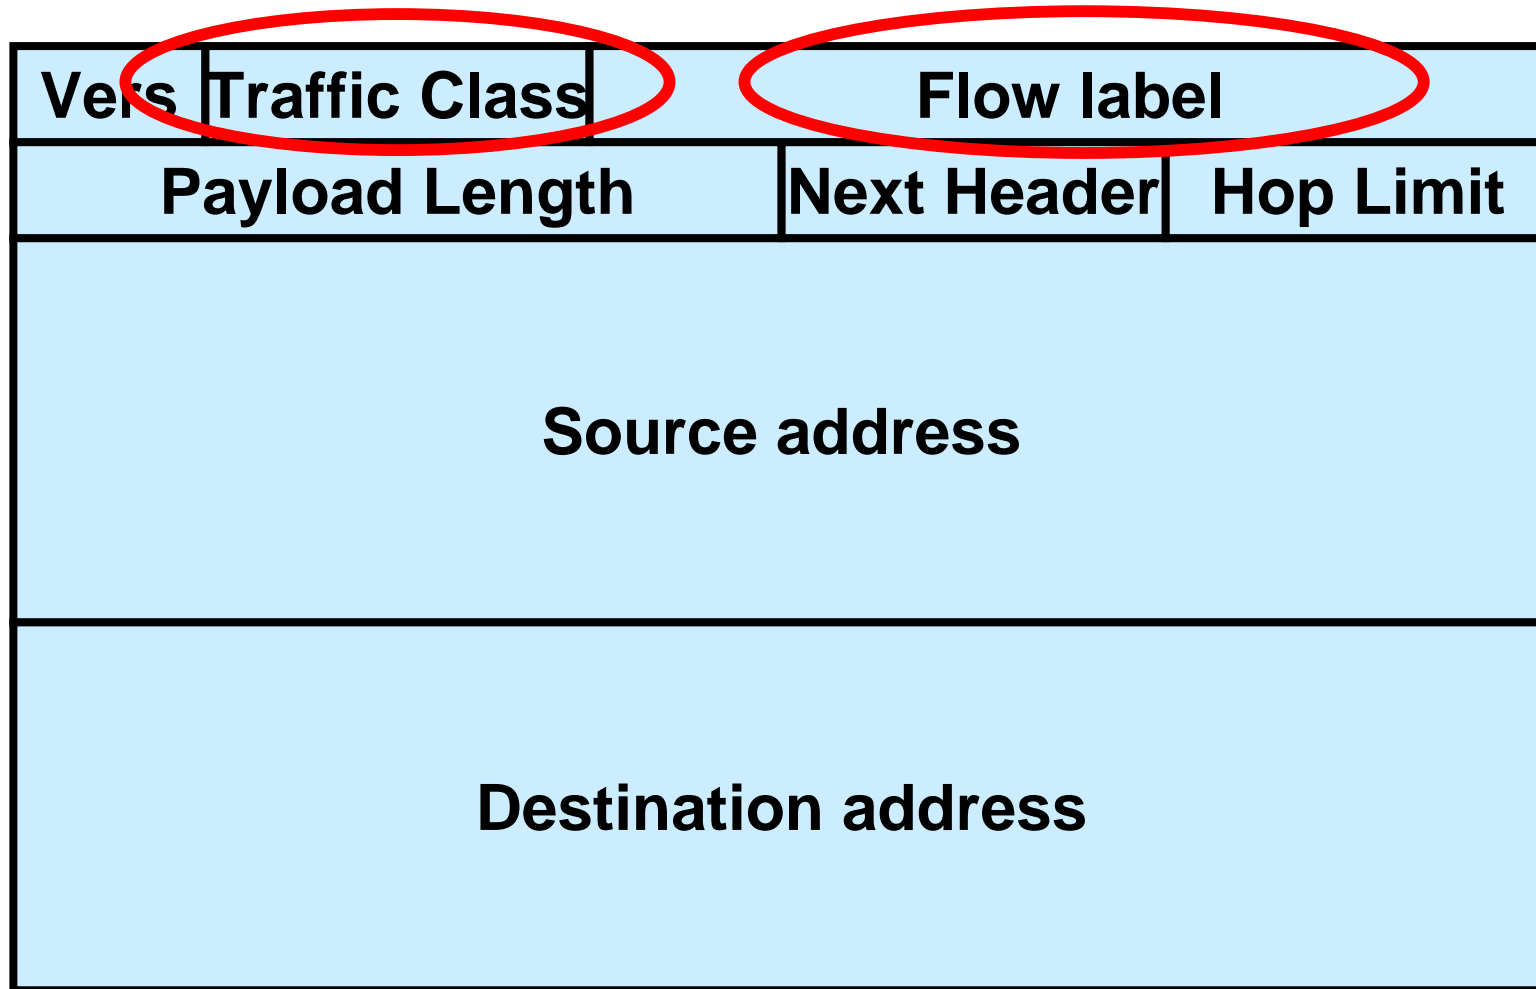 Vers Traffic Class Flow label
Payload Length Next Header Hop Limit
Source address
Destination address